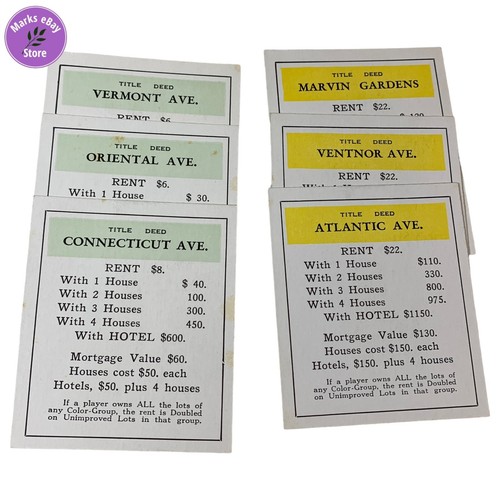 Marks eBay
Store
TITLE DEED
VERMONT AVE.
RENT $6.
TITLE DEED
ORIENTAL AVE.
RENT $6.
With 1 House $ 30.
TITLE DEED
CONNECTICUT AVE.
RENT $8.
With 1 House $ 40.
With 2 Houses 100.
With 3 Houses 300.
With 4 Houses 450.
With HOTEL $600.
Mortgage Value $60.
Houses cost $50. each
Hotels, $50. plus 4 houses
If a player owns ALL the lots of
any Color-Group, the rent is Doubled
on Unimproved Lots in that group.
TITLE DEED
MARVIN GARDENS
RENT $22.
$ 120
TITLE DEED
VENTNOR AVE.
RENT $22.
With 1
TITLE DEED
ATLANTIC AVE.
RENT $22.
With 1 House $110.
With 2 Houses 330.
With 3 Houses 800.
With 4 Houses 975.
With HOTEL $1150.
Mortgage Value $130.
Houses cost $150. each
Hotels, $150. plus 4 houses
If a player owns ALL the lots of
any Color-Group, the rent is Doubled
on Unimproved Lots in that group.